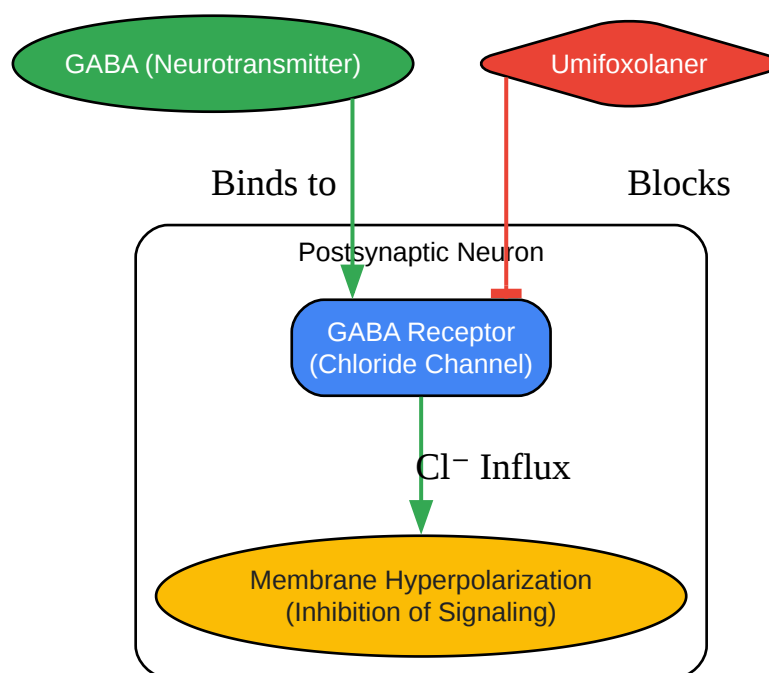 GABA (Neurotransmitter)
Umifoxolaner
Binds to
Blocks
Postsynaptic Neuron
GABA Receptor
(Chloride Channel)
Cl⁻ Influx
Membrane Hyperpolarization
(Inhibition of Signaling)